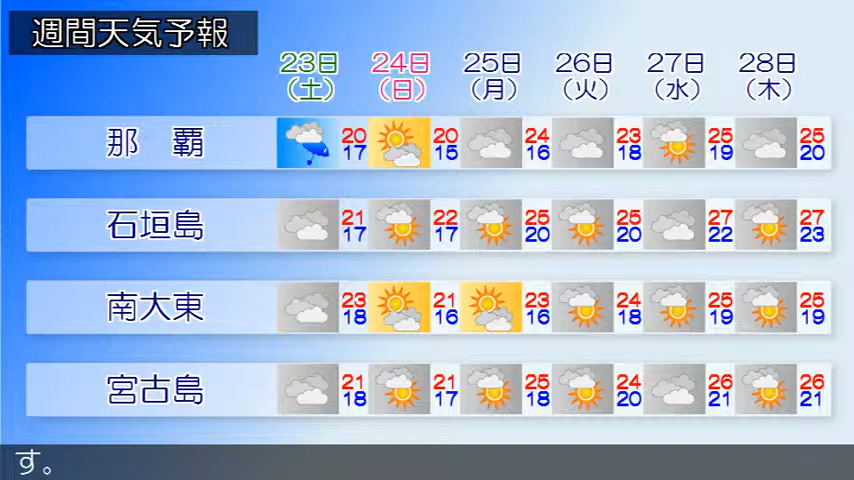 週間天気予報
23日 24日 25日 26日 27日 28日
(土) (日) (月) (火) (水) (木)
那覇 20 17 20 15 24 16 23 18 25 19 25 20
石垣島 21 17 22 17 25 20 25 20 27 22 27 23
南大東 23 18 21 16 23 16 24 18 25 19 25 19
宮古島 21 18 21 17 25 18 24 20 26 21 26 21
す。